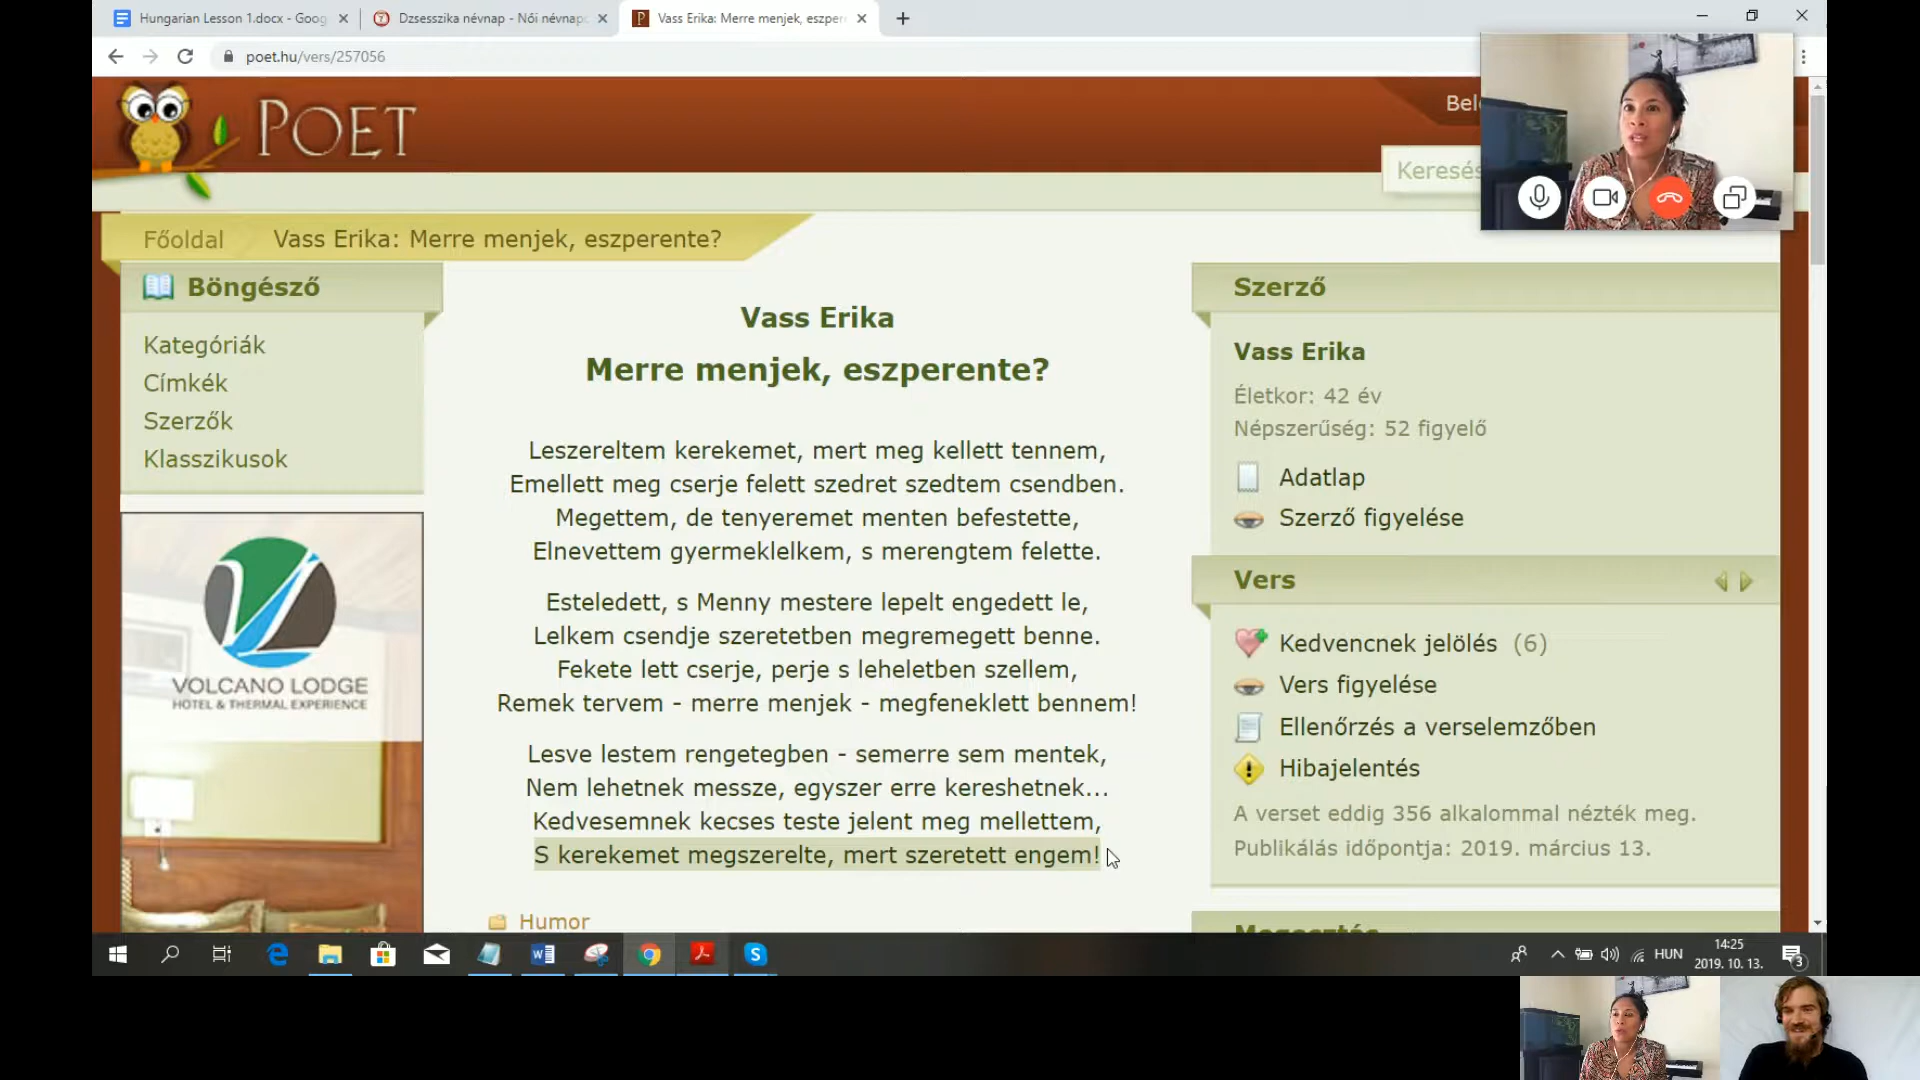 Hungarian Lesson 1.docx - Goog
Dzsesszika névnap - Női névnap
Vass Erika: Merre menjek, eszper
poet.hu/vers/257056
POET
Bel
Keresés
Főoldal
Vass Erika: Merre menjek, eszperente?
Böngésző
Kategóriák
Címkék
Szerzők
Klasszikusok
VOLCANO LODGE
HOTEL & THERMAL EXPERIENCE
Vass Erika
Merre menjek, eszperente?
Leszereltem kerekemet, mert meg kellett tennem,
Emellett meg cserje felett szedret szedtem csendben.
Megettem, de tenyeremet menten befestette,
Elnevettem gyermeklelkem, s merengtem felette.
Esteledett, s Menny mestere lepelt engedett le,
Lelkem csendje szeretetben megremegett benne.
Fekete lett cserje, perje s leheletben szellem,
Remek tervem - merre menjek - megfeneklett bennem!
Lesve lestem rengetegben - semerre sem mentek,
Nem lehetnek messze, egyszer erre kereshetnek...
Kedvesemnek kecses teste jelent meg mellettem,
S kerekemet megszerelte, mert szeretett engem!
Humor
Szerző
Vass Erika
Életkor: 42 év
Népszerűség: 52 figyelő
Adatlap
Szerző figyelése
Vers
Kedvencnek jelölés (6)
Vers figyelése
Ellenőrzés a verselemzőben
Hibajelentés
A verset eddig 356 alkalommal nézték meg.
Publikálás időpontja: 2019. március 13.
Megosztás
HUN
14:25
2019. 10. 13.
3